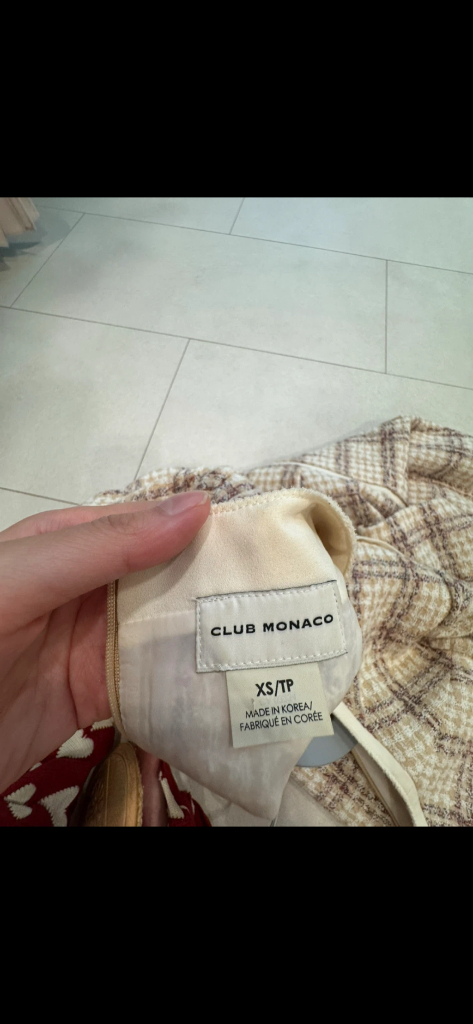 CLUB MONACO
XS/TP
MADE IN KOREA/
FABRIQUÉ EN CORÉE